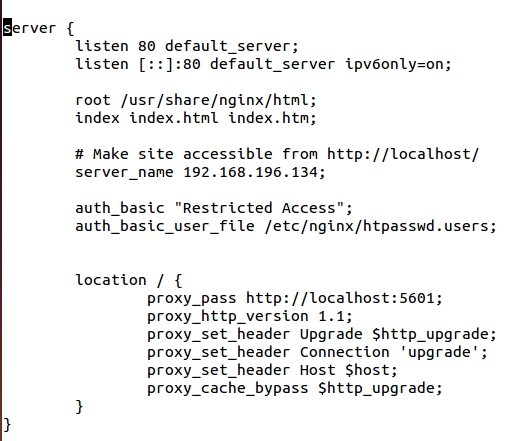 server {
listen 80 default_server;
listen [::]:80 default_server ipv6only=on;
root /usr/share/nginx/html;
index index.html index.htm;
# Make site accessible from http://localhost/
server_name 192.168.196.134;
auth_basic "Restricted Access";
auth_basic_user_file /etc/nginx/htpasswd.users;
location / {
proxy_pass http://localhost:5601;
proxy_http_version 1.1;
proxy_set_header Upgrade $http_upgrade;
proxy_set_header Connection 'upgrade';
proxy_set_header Host $host;
proxy_cache_bypass $http_upgrade;
}
}